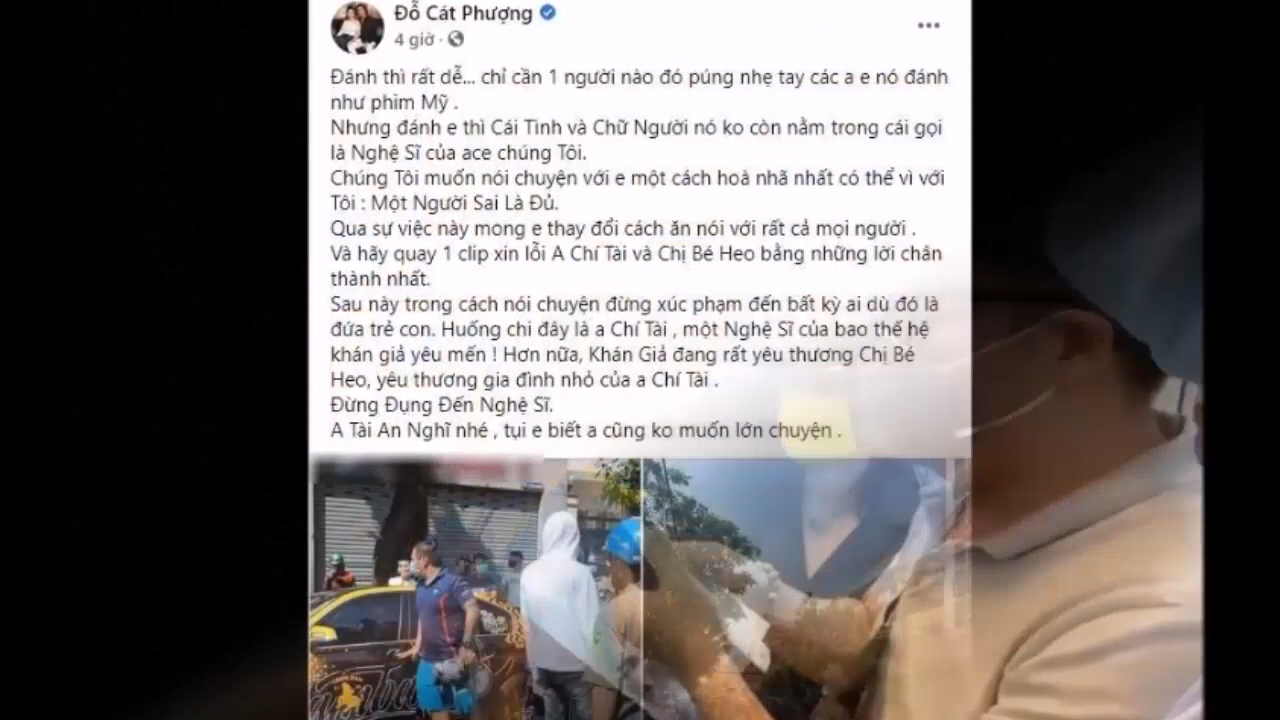 Đỗ Cát Phượng
4 giờ ·
Đánh thì rất dễ... chỉ cần 1 người nào đó púng nhẹ tay các a e nó đánh
như phim Mỹ .
Nhưng đánh e thì Cái Tình và Chữ Người nó ko còn nằm trong cái gọi
là Nghệ Sĩ của ace chúng Tôi.
Chúng Tôi muốn nói chuyện với e một cách hoà nhã nhất có thể vì với
Tôi : Một Người Sai Là Đủ.
Qua sự việc này mong e thay đổi cách ăn nói với rất cả mọi người .
Và hãy quay 1 clip xin lỗi A Chí Tài và Chị Bé Heo bằng những lời chân
thành nhất.
Sau này trong cách nói chuyện đừng xúc phạm đến bất kỳ ai dù đó là
đứa trẻ con. Huống chi đây là a Chí Tài , một Nghệ Sĩ của bao thế hệ
khán giả yêu mến ! Hơn nữa, Khán Giả đang rất yêu thương Chị Bé
Heo, yêu thương gia đình nhỏ của a Chí Tài .
Đừng Đụng Đến Nghệ Sĩ.
A Tài An Nghĩ nhé , tụi e biết a cũng ko muốn lớn chuyện .